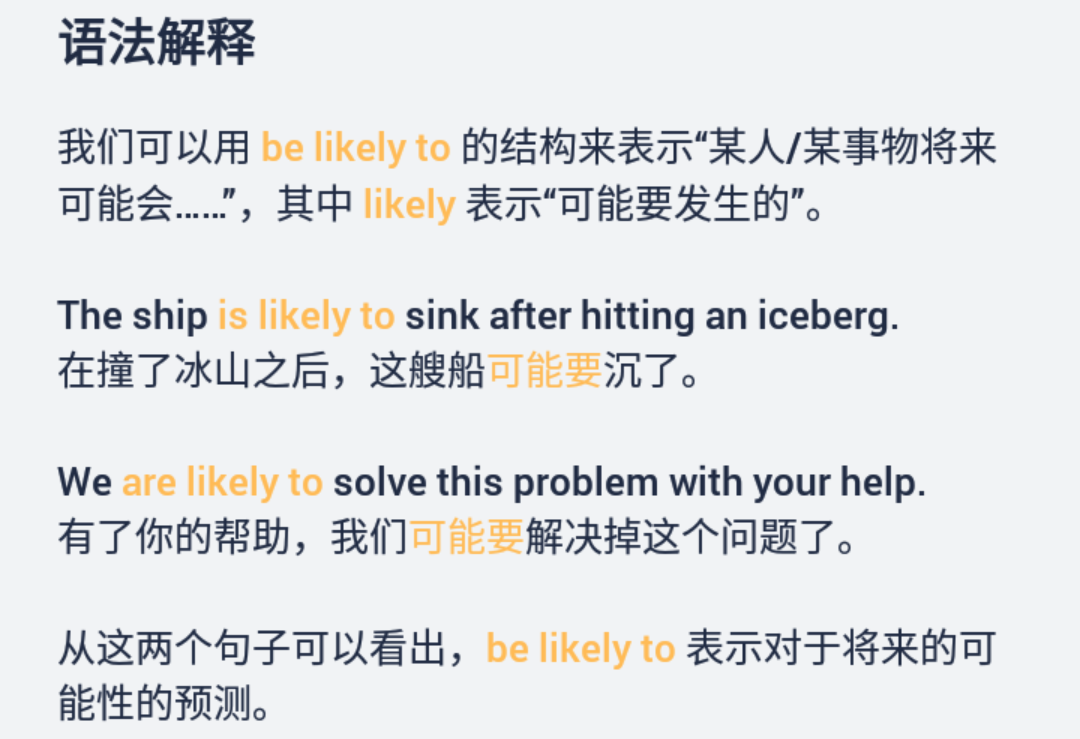 语法解释
我们可以用 be likely to 的结构来表示“某人/某事物将来
可能会……”，其中 likely 表示“可能要发生的”。
The ship is likely to sink after hitting an iceberg.
在撞了冰山之后，这艘船可能要沉了。
We are likely to solve this problem with your help.
有了你的帮助，我们可能要解决掉这个问题了。
从这两个句子可以看出，be likely to 表示对于将来的可
能性的预测。